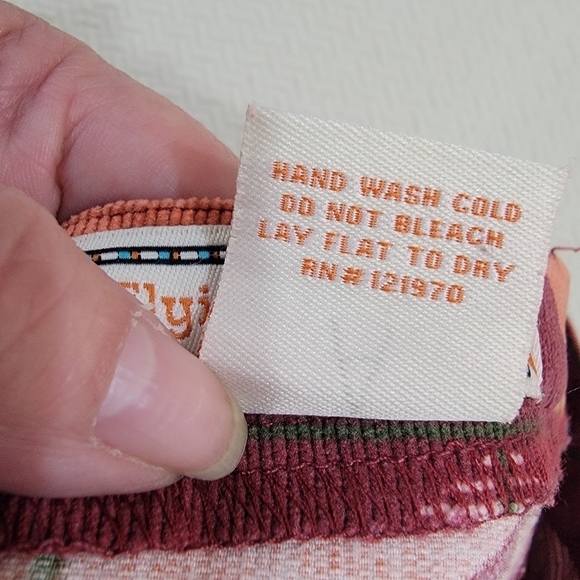 HAND WASH COLD
DO NOT BLEACH
LAY FLAT TO DRY
RN # 121970